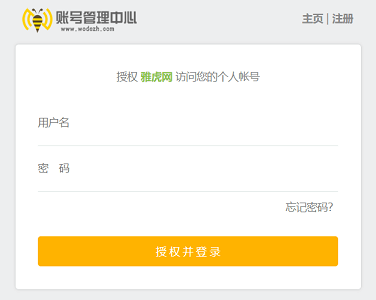 账号管理中心
www.wodezh.com
主页 | 注册
授权 雅虎网 访问您的个人帐号
用户名
密 码
忘记密码?
授权并登录